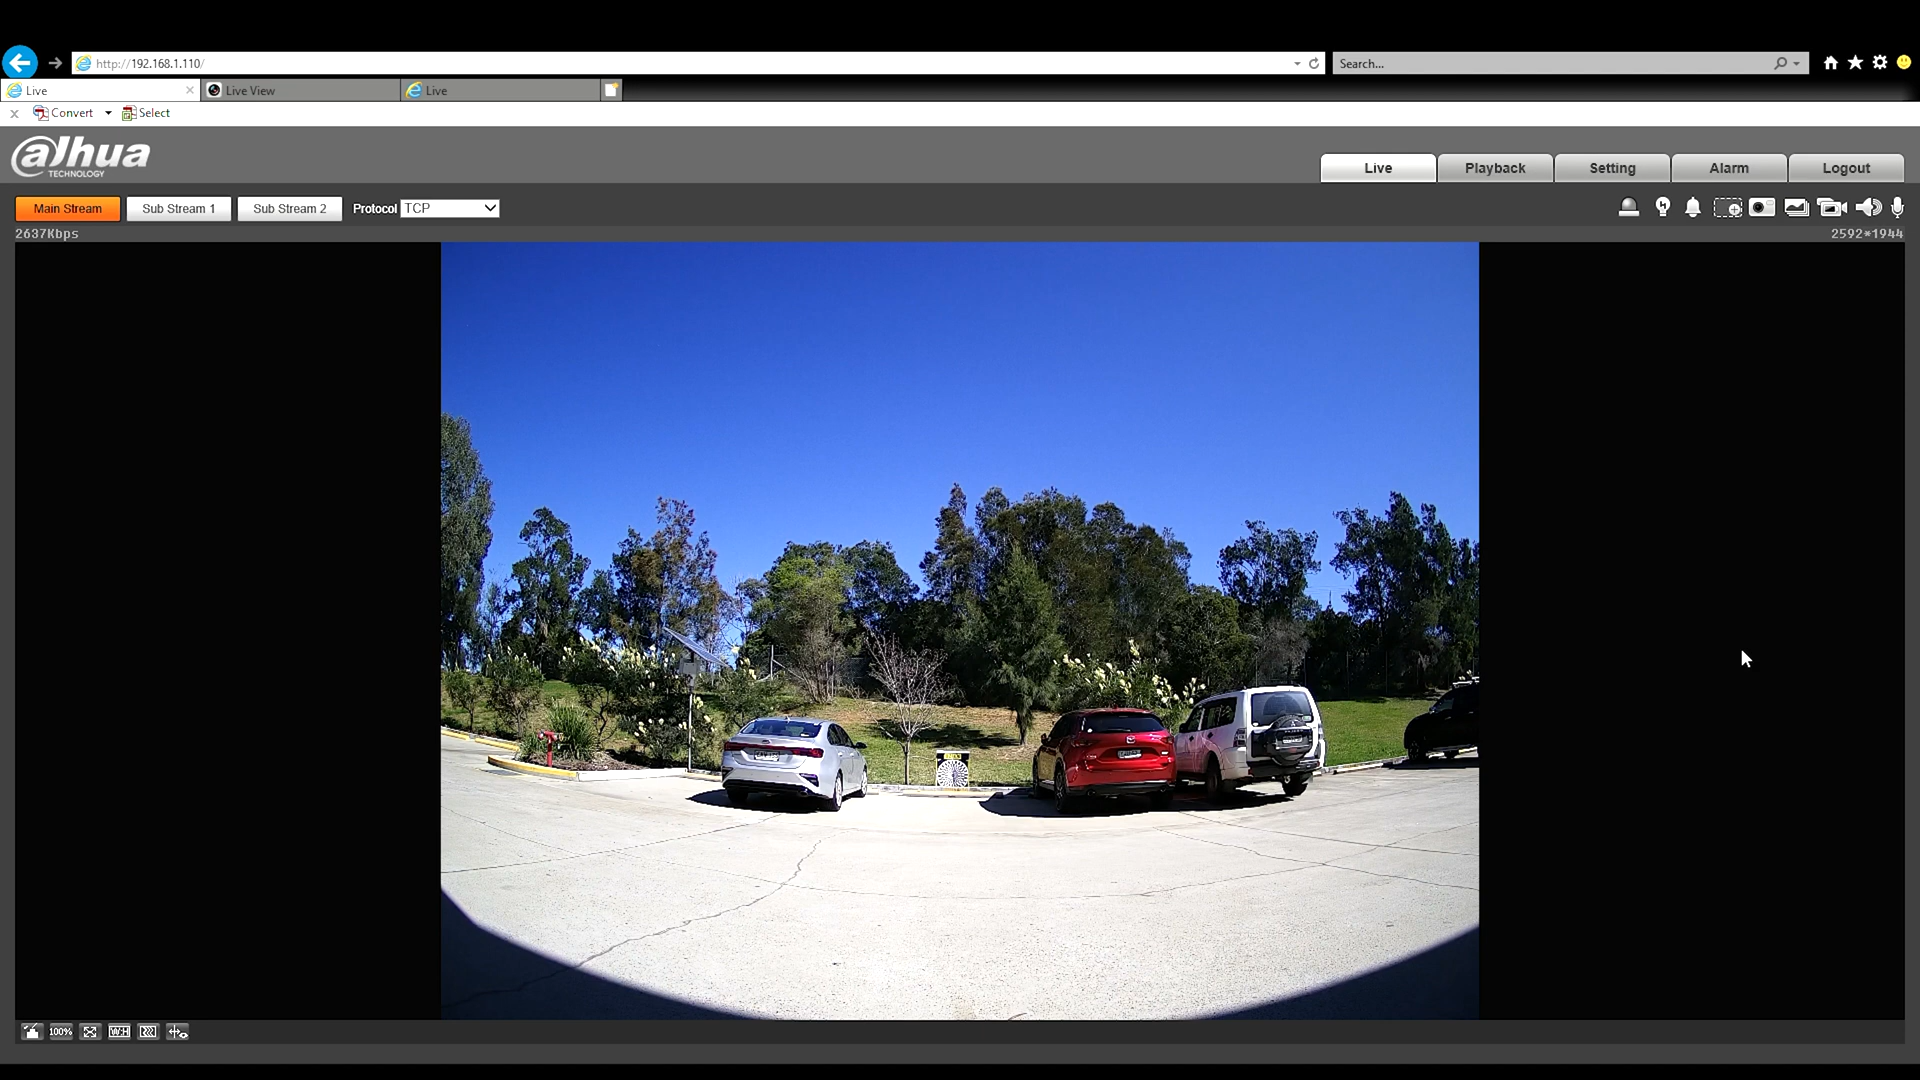 http://192.168.1.110/
Search...
Live
Live View
Live
Convert
Select
alhua
TECHNOLOGY
Live
Playback
Setting
Alarm
Logout
Main Stream
Sub Stream 1
Sub Stream 2
Protocol
TCP
2637Kbps
2592*1944
100%
W:H